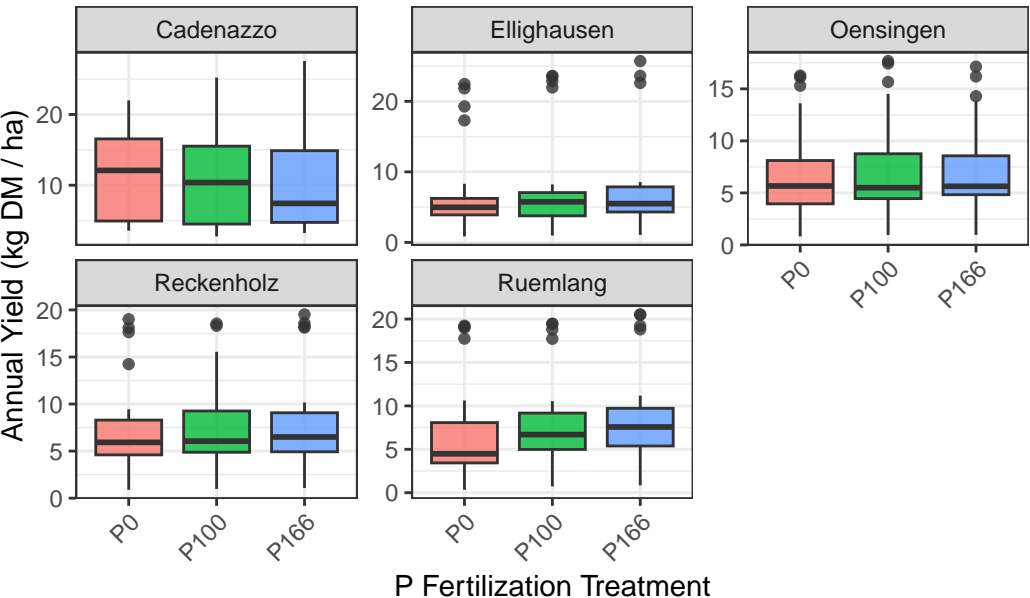 Cadenazzo
Ellighausen
Oensingen
20
10
20
10
0
15
10
5
0
P0
P100
P166
Reckenholz
Ruemlang
20
15
10
5
0
20
15
10
5
0
P0
P100
P166
P0
P100
P166
Annual Yield (kg DM / ha)
P Fertilization Treatment